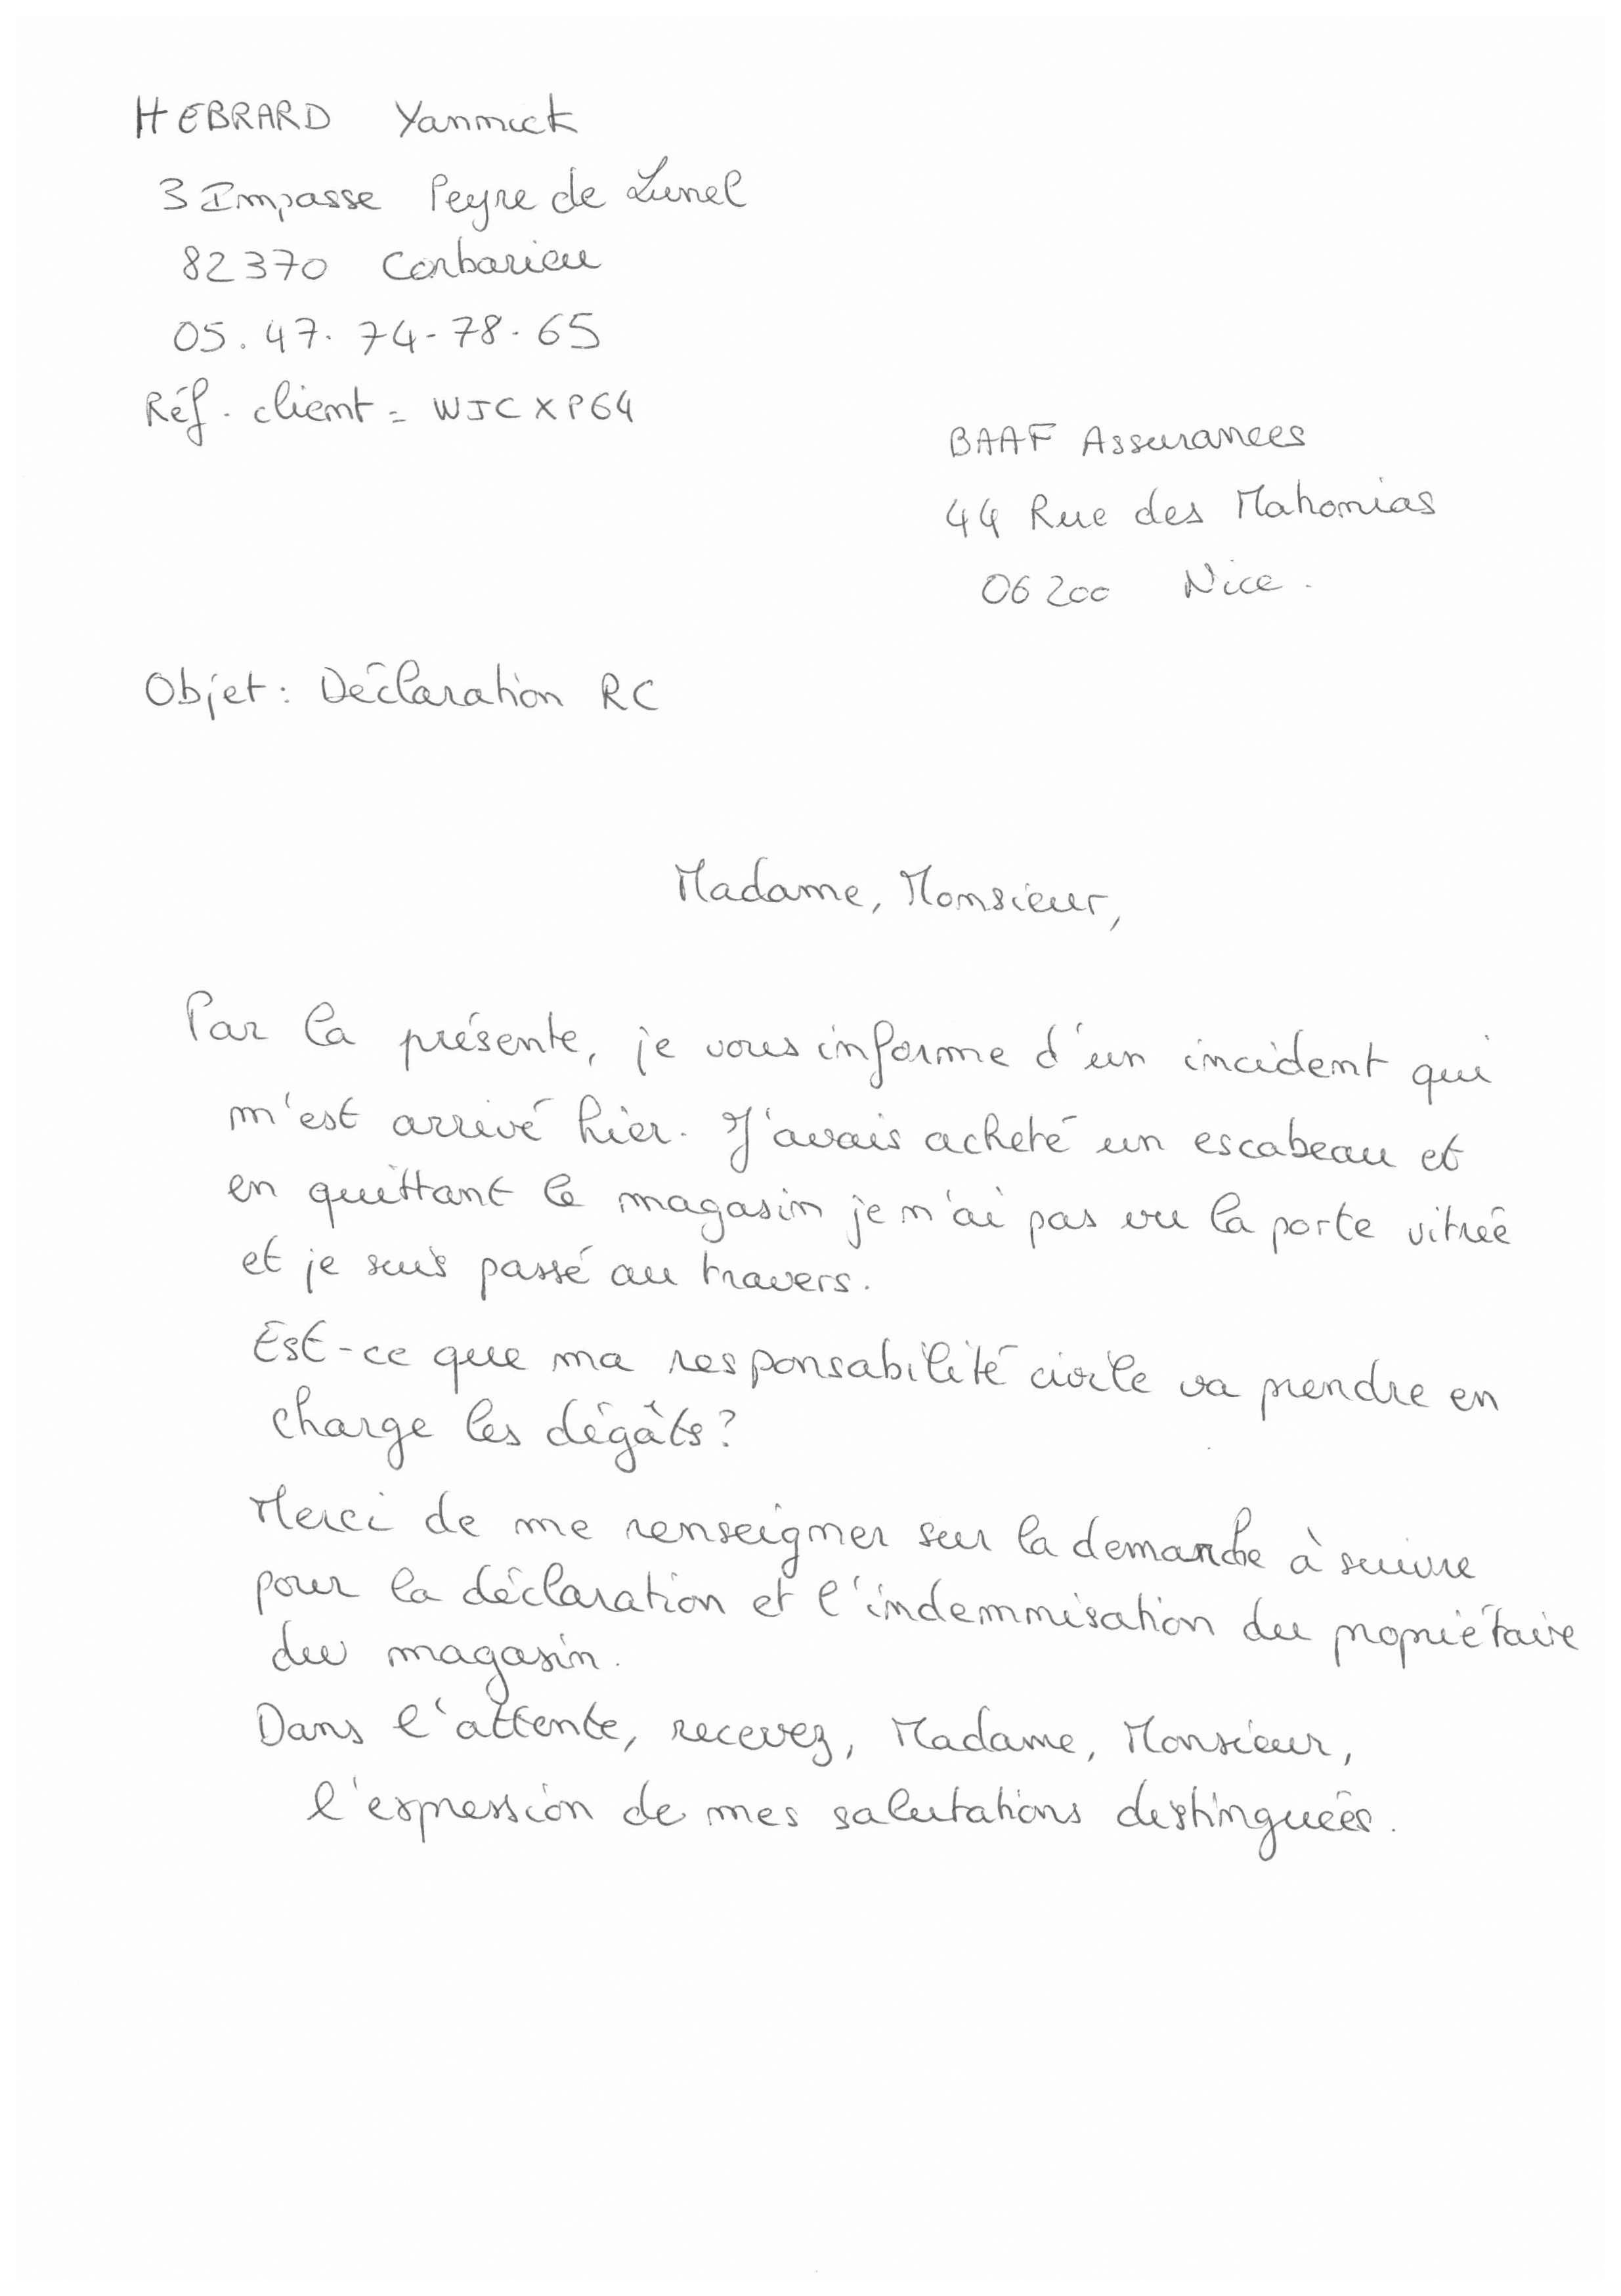 HEBRARD Yannick
3 Impasse Peyre de Lunel
82370 Corbarieu
05.47.74-78-65
Réf. client = WJCXP64
BAAF Assurances
44 Rue des Mahonias
06200 Nice.
Objet : Déclaration RC
Madame, Monsieur,
Par la présente, je vous informe d'un incident qui
m'est arrivé hier. J'avais acheté un escabeau et
en quittant le magasin je n'ai pas vu la porte vitrée
et je suis passé au travers.
Est-ce que ma responsabilité civile va prendre en
charge les dégâts ?
Merci de me renseigner sur la demarche à suivre
pour la déclaration et l'indemnisation du propriétaire
du magasin.
Dans l'attente, recevez, Madame, Monsieur,
l'expression de mes salutations distinguées.